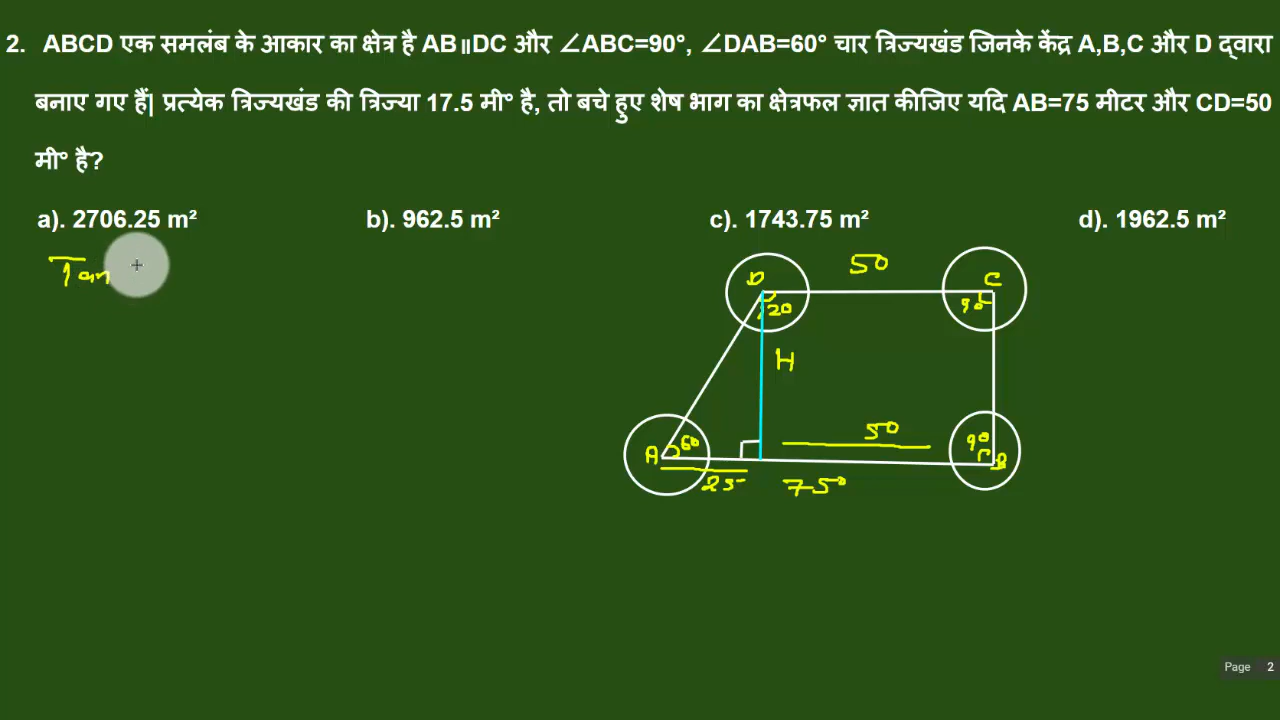 2. ABCD एक समलंब के आकार का क्षेत्र है AB॥DC और ∠ABC=90°, ∠DAB=60° चार त्रिज्यखंड जिनके केंद्र A,B,C और D द्वारा
बनाए गए हैं| प्रत्येक त्रिज्यखंड की त्रिज्या 17.5 मी° है, तो बचे हुए शेष भाग का क्षेत्रफल ज्ञात कीजिए यदि AB=75 मीटर और CD=50
मी° है?
a). 2706.25 m² b). 962.5 m² c). 1743.75 m² d). 1962.5 m²
Tan
50
D C
120 90
H
50
A 60 90 B
25 75
Page 2